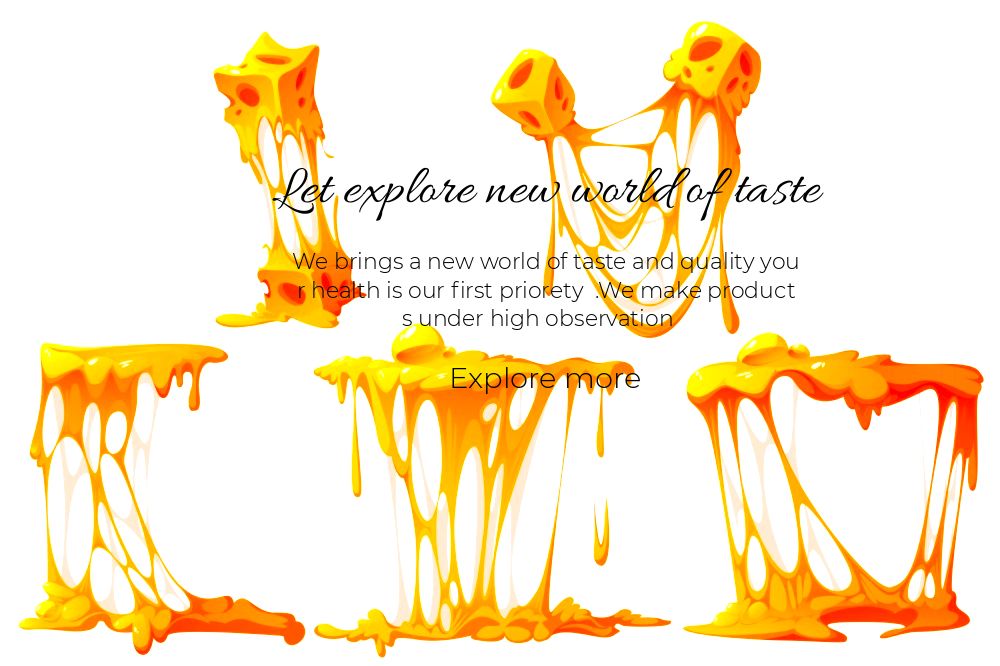 Let explore new world of taste
We brings a new world of taste and quality you
r health is our first priorety .We make product
s under high observation
Explore more